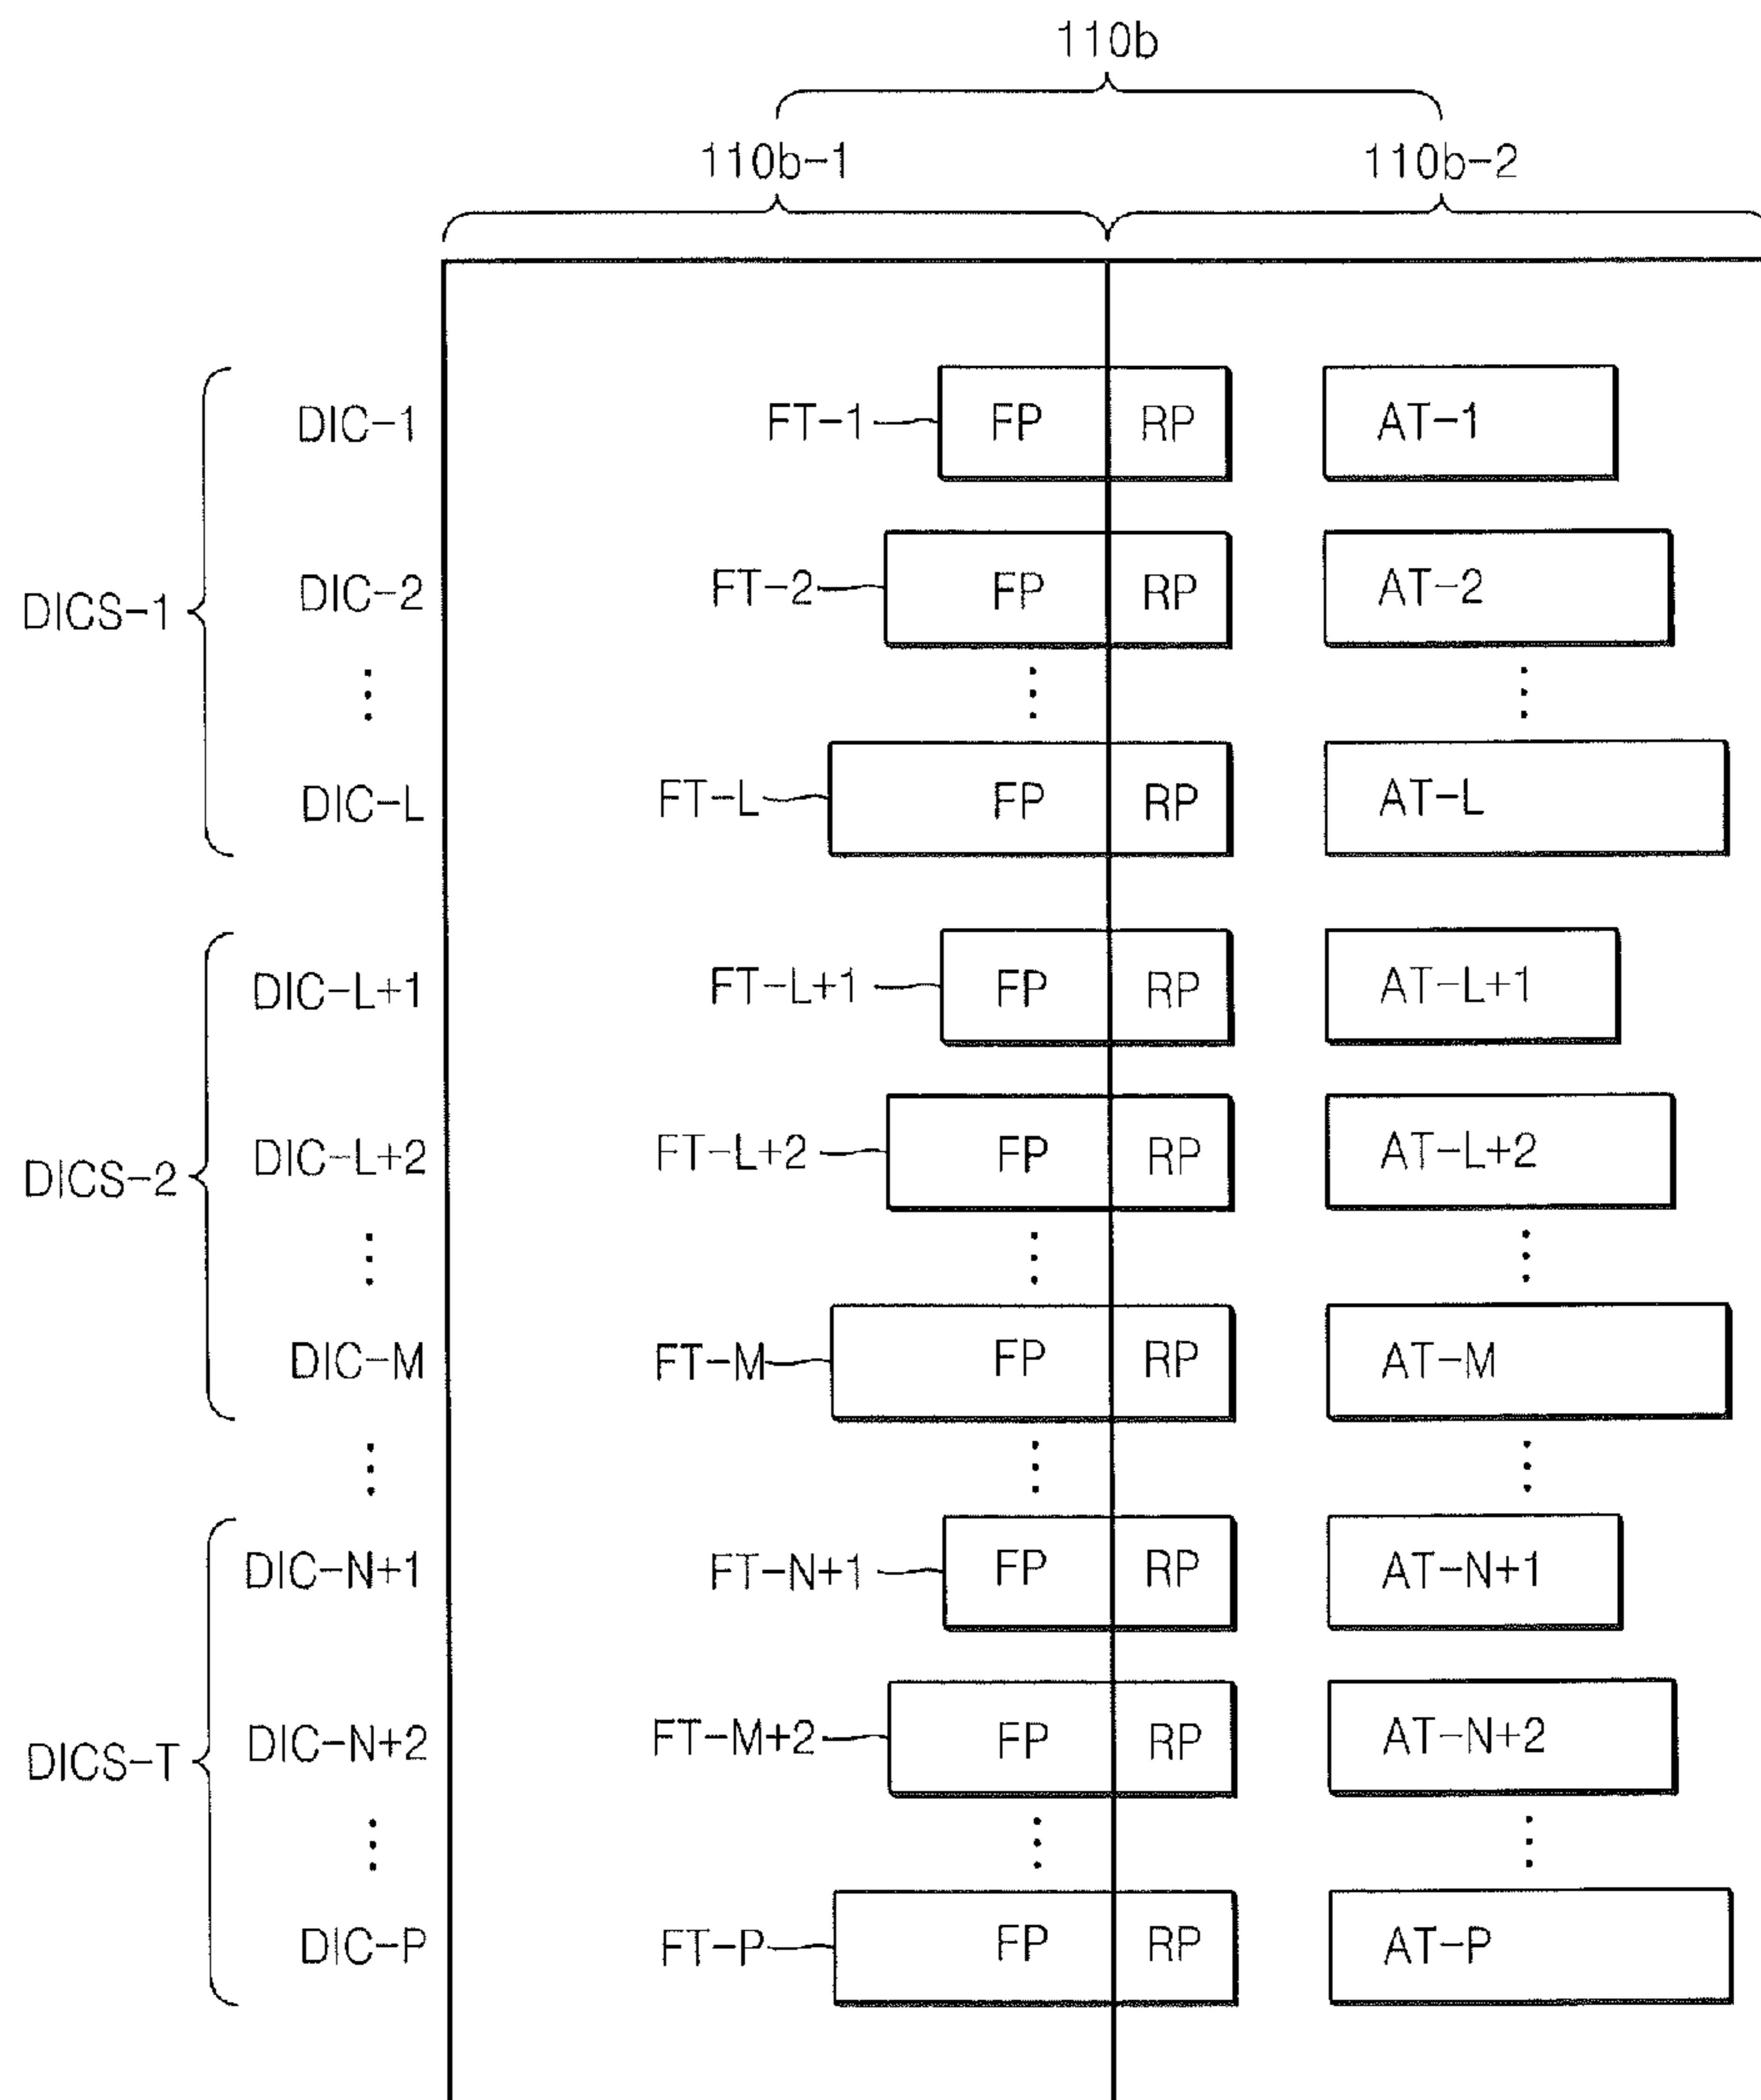 110b
110b-1 110b-2
DICS-1
DIC-1 FT-1 FP RP AT-1
DIC-2 FT-2 FP RP AT-2
DIC-L FT-L FP RP AT-L
DICS-2
DIC-L+1 FT-L+1 FP RP AT-L+1
DIC-L+2 FT-L+2 FP RP AT-L+2
DIC-M FT-M FP RP AT-M
DICS-T
DIC-N+1 FT-N+1 FP RP AT-N+1
DIC-N+2 FT-M+2 FP RP AT-N+2
DIC-P FT-P FP RP AT-P